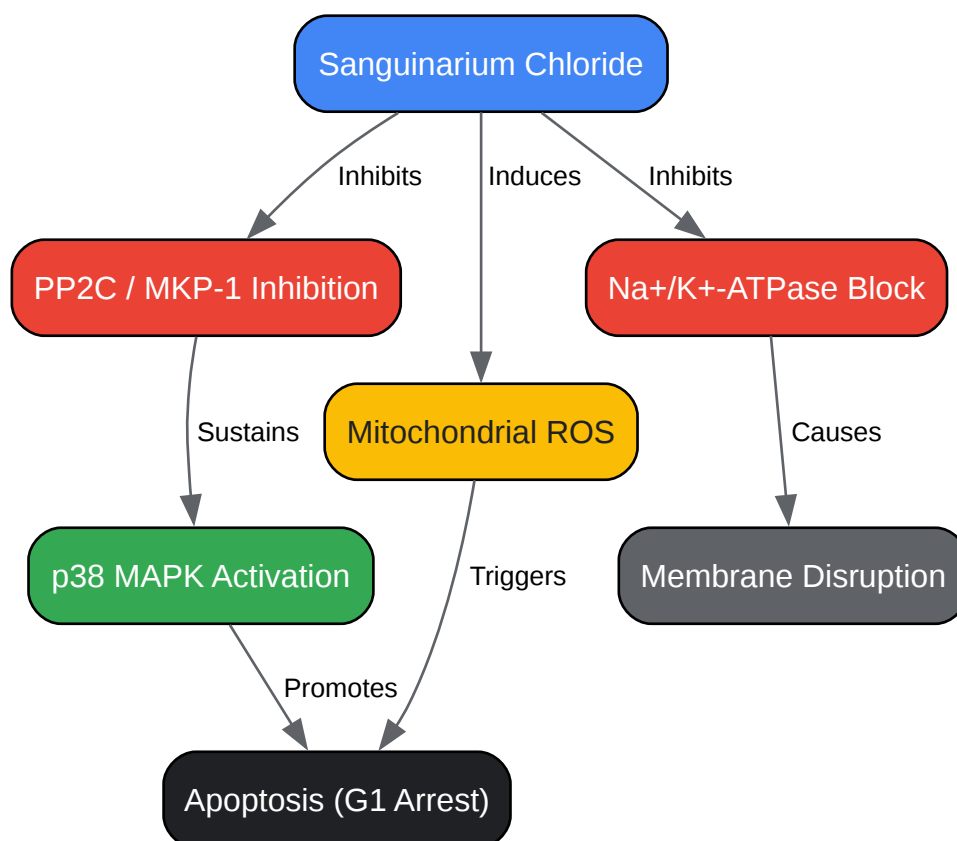 Sanguinarium Chloride
Inhibits
Induces
Inhibits
PP2C / MKP-1 Inhibition
Na+/K+-ATPase Block
Sustains
Mitochondrial ROS
Causes
p38 MAPK Activation
Triggers
Membrane Disruption
Promotes
Apoptosis (G1 Arrest)